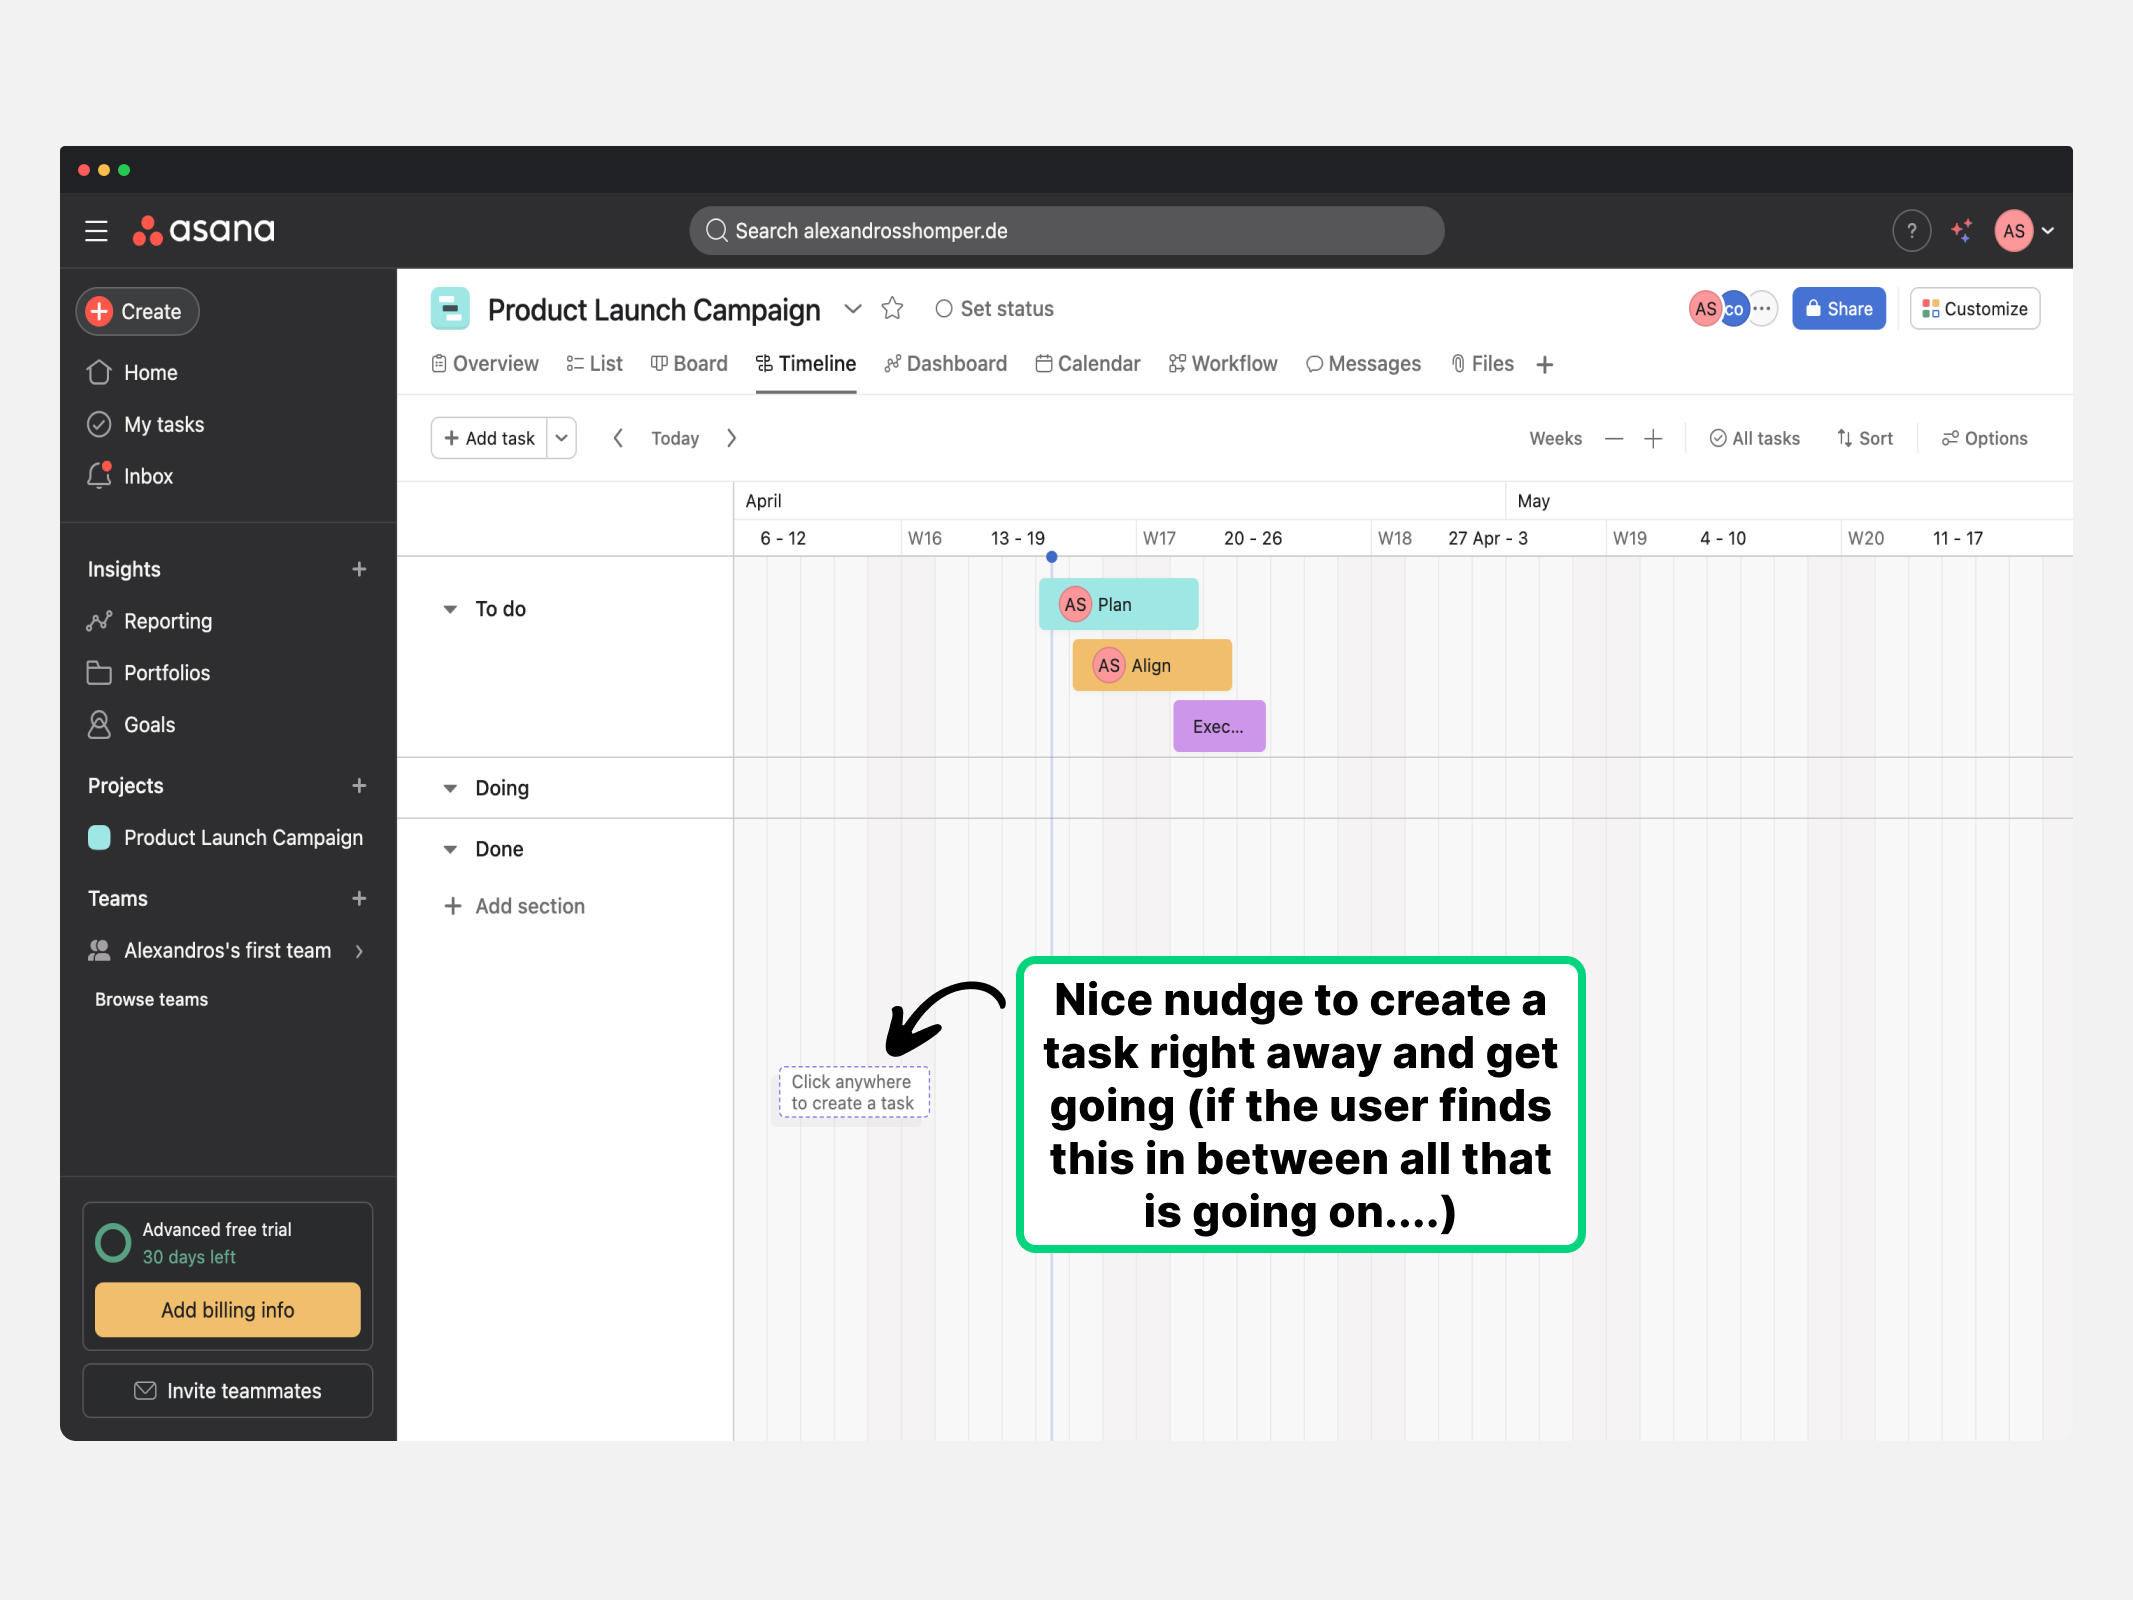 asana
Search alexandrosshomper.de
?
AS
Create
Home
My tasks
Inbox
Insights
Reporting
Portfolios
Goals
Projects
Product Launch Campaign
Teams
Alexandros's first team
Browse teams
Advanced free trial
30 days left
Add billing info
Invite teammates
Product Launch Campaign
Set status
AS
co
Share
Customize
Overview
List
Board
Timeline
Dashboard
Calendar
Workflow
Messages
Files
Add task
Today
Weeks
All tasks
Sort
Options
April
May
6 - 12
W16
13 - 19
W17
20 - 26
W18
27 Apr - 3
W19
4 - 10
W20
11 - 17
To do
AS Plan
AS Align
Exec...
Doing
Done
Add section
Click anywhere
to create a task
Nice nudge to create a
task right away and get
going (if the user finds
this in between all that
is going on....)